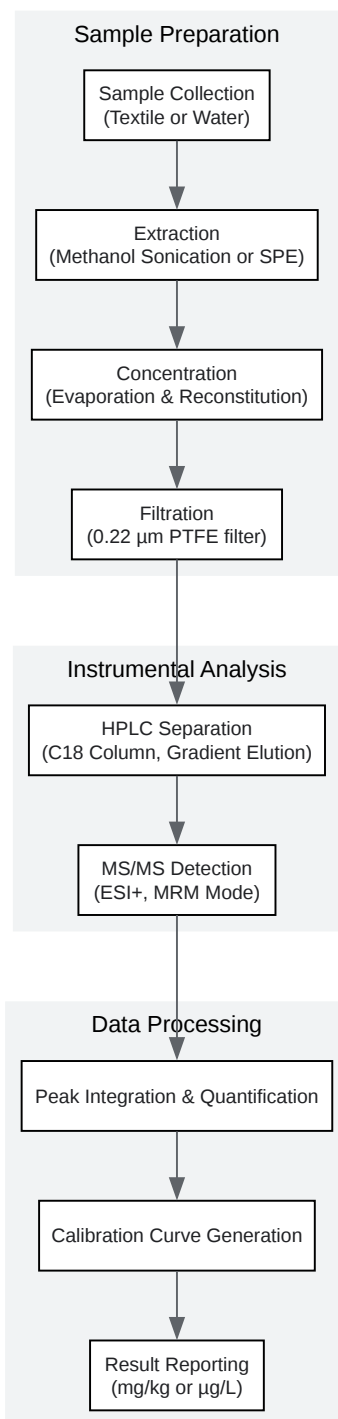 Sample Preparation
Sample Collection
(Textile or Water)
Extraction
(Methanol Sonication or SPE)
Concentration
(Evaporation & Reconstitution)
Filtration
(0.22 µm PTFE filter)
Instrumental Analysis
HPLC Separation
(C18 Column, Gradient Elution)
MS/MS Detection
(ESI+, MRM Mode)
Data Processing
Peak Integration & Quantification
Calibration Curve Generation
Result Reporting
(mg/kg or µg/L)